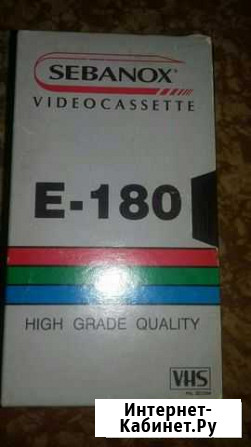 SEBANOX
VIDEOCASSETTE
E-180
HIGH GRADE QUALITY
VHS
Интернет-
Кабинет.Ру